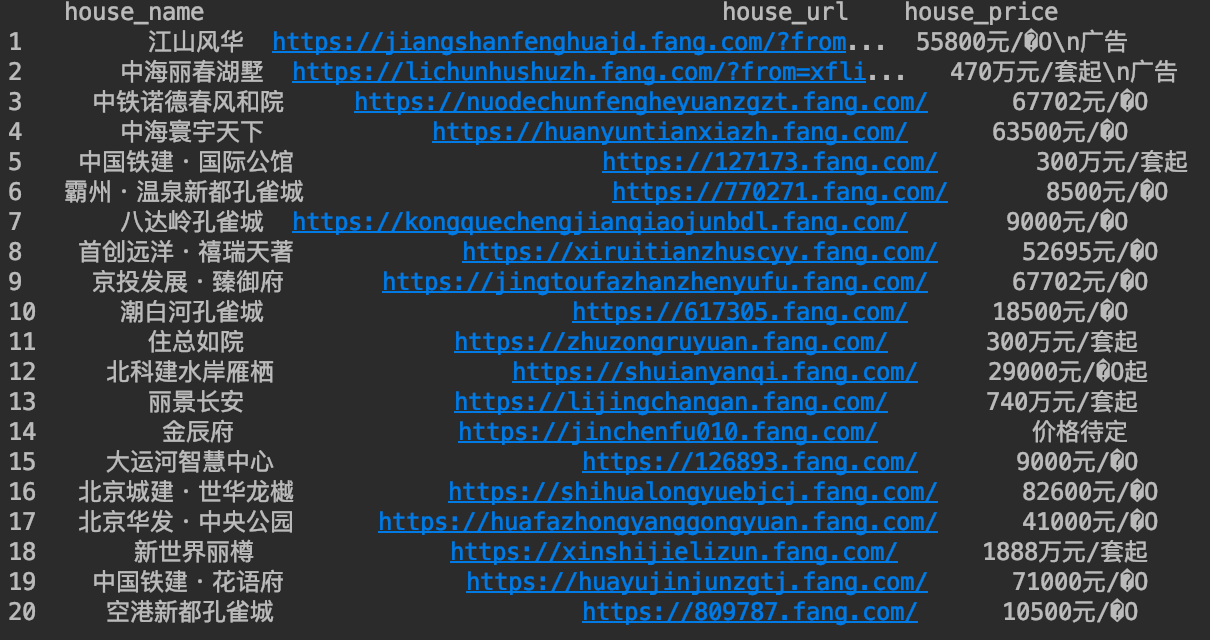 house_name house_url house_price
1 江山风华 https://jiangshanfenghuajd.fang.com/?from... 55800元/�O\n广告
2 中海丽春湖墅 https://lichunhushuzh.fang.com/?from=xfli... 470万元/套起\n广告
3 中铁诺德春风和院 https://nuodechunfengheyuanzgzt.fang.com/ 67702元/�O
4 中海寰宇天下 https://huanyuntianxiazh.fang.com/ 63500元/�O
5 中国铁建·国际公馆 https://127173.fang.com/ 300万元/套起
6 霸州·温泉新都孔雀城 https://770271.fang.com/ 8500元/�O
7 八达岭孔雀城 https://kongquechengjianqiaojunbdl.fang.com/ 9000元/�O
8 首创远洋·禧瑞天著 https://xiruitianzhuscyy.fang.com/ 52695元/�O
9 京投发展·臻御府 https://jingtoufazhanzhenyufu.fang.com/ 67702元/�O
10 潮白河孔雀城 https://617305.fang.com/ 18500元/�O
11 住总如院 https://zhuzongruyuan.fang.com/ 300万元/套起
12 北科建水岸雁栖 https://shuianyanqi.fang.com/ 29000元/�O起
13 丽景长安 https://lijingchangan.fang.com/ 740万元/套起
14 金辰府 https://jinchenfu010.fang.com/ 价格待定
15 大运河智慧中心 https://126893.fang.com/ 9000元/�O
16 北京城建·世华龙樾 https://shihualongyuebjcj.fang.com/ 82600元/�O
17 北京华发·中央公园 https://huafazhongyanggongyuan.fang.com/ 41000元/�O
18 新世界丽樽 https://xinshijielizun.fang.com/ 1888万元/套起
19 中国铁建·花语府 https://huayujinjunzgtj.fang.com/ 71000元/�O
20 空港新都孔雀城 https://809787.fang.com/ 10500元/�O